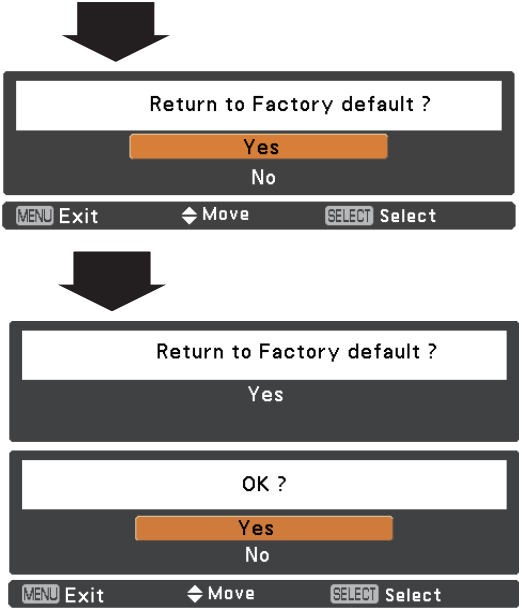 Return to Factory default ?
Yes
No
MENU Exit Move SELECT Select
Return to Factory default ?
Yes
OK ?
Yes
No
MENU Exit Move SELECT Select